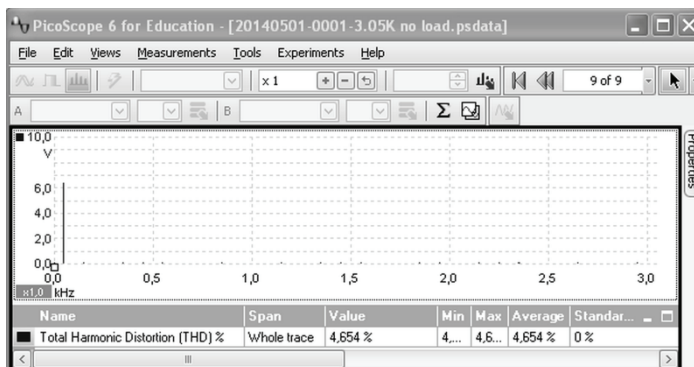 PicoScope 6 for Education - [20140501-0001-3.05K no load.psdata]
File Edit Views Measurements Tools Experiments Help
x 1 9 of 9
A B Σ
10,0
V
6,0
4,0
2,0
0,0
0,0 0,5 1,0 1,5 2,0 2,5 3,0
x1,0 kHz
Properties
Name Span Value Min Max Average Standar...
Total Harmonic Distortion (THD) % Whole trace 4,654 % 4,... 4,6... 4,654 % 0 %